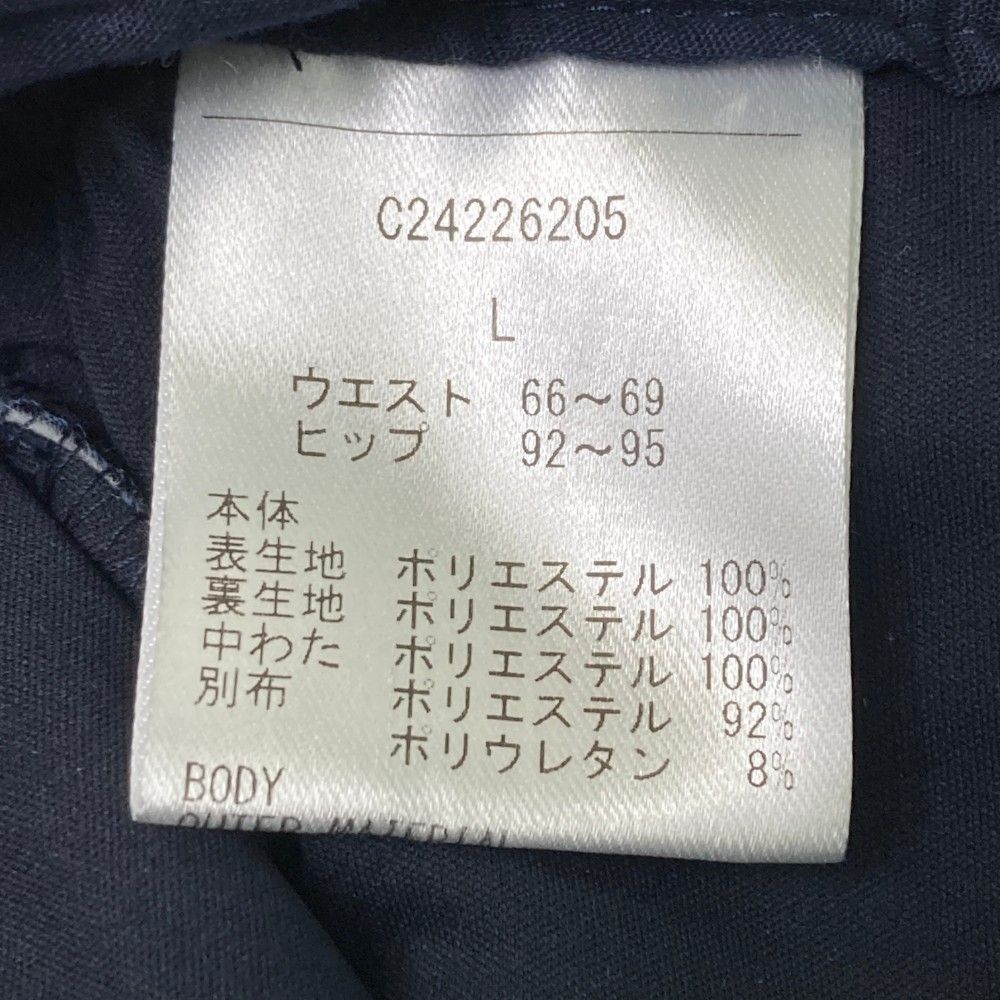 C24226205
L
ウエスト 66～69
ヒップ 92～95
本体
表生地 ポリエステル 100%
裏生地 ポリエステル 100%
中わた ポリエステル 100%
別布 ポリエステル 92%
ポリウレタン 8%
BODY
OUTER MATERIAL